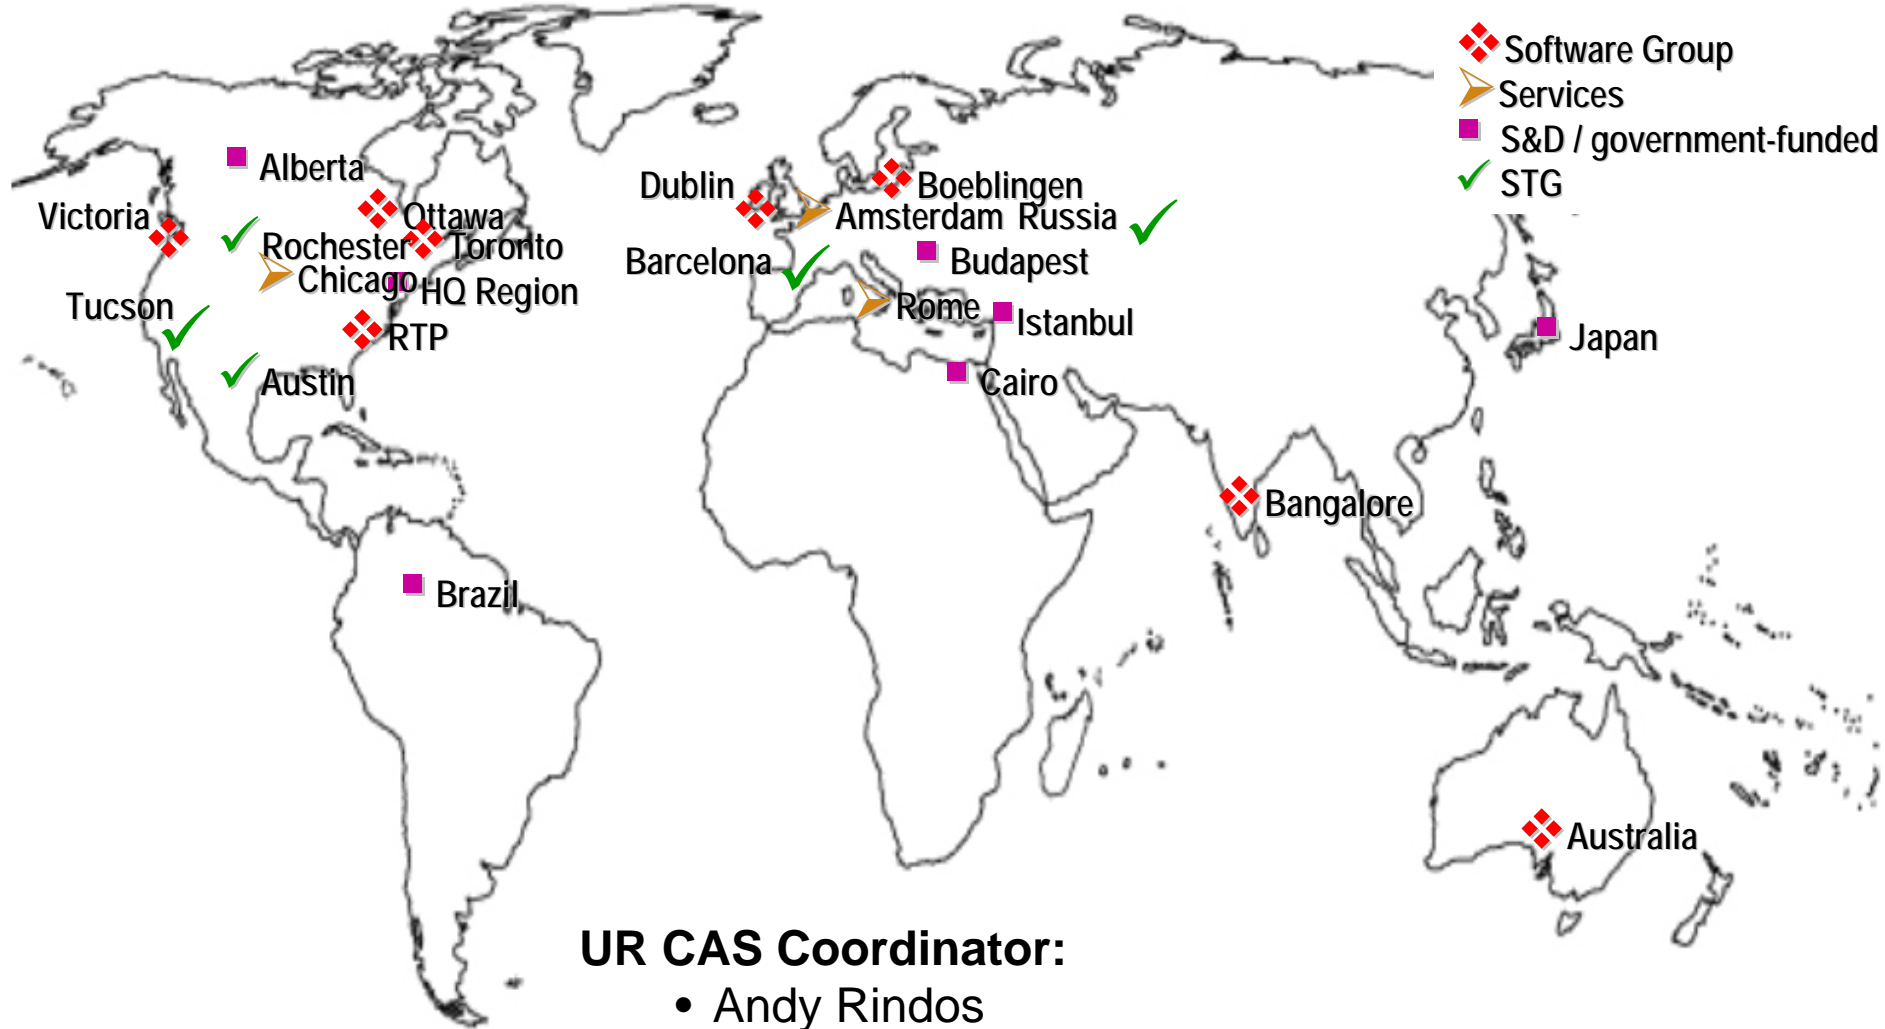 Software Group
Services
S&D / government-funded
STG
Alberta
Victoria
Ottawa
Rochester
Toronto
Chicago
HQ Region
Tucson
RTP
Austin
Dublin
Boeblingen
Amsterdam
Russia
Barcelona
Budapest
Rome
Istanbul
Cairo
Japan
Bangalore
Brazil
Australia
UR CAS Coordinator:
• Andy Rindos